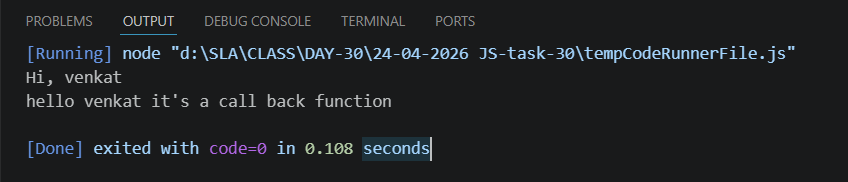 PROBLEMS OUTPUT DEBUG CONSOLE TERMINAL PORTS
[Running] node "d:\SLA\CLASS\DAY-30\24-04-2026 JS-task-30\tempCodeRunnerFile.js"
Hi, venkat
hello venkat it's a call back function
[Done] exited with code=0 in 0.108 seconds